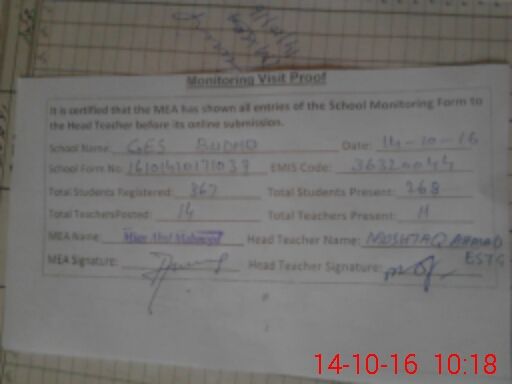 Monitoring Visit Proof
It is certified that the MEA has shown all entries of the School Monitoring Form to
the Head Teacher before its online submission.
School Name: GES BUDHO Date: 14-10-16
School Form No: EMIS Code:
Total Students Registered: 367 Total Students Present: 268
Total Teachers Posted: 14 Total Teachers Present: 11
MEA Name: Head Teacher Name: MOSHTAQ AHMAD
ESTC
MEA Signature: Head Teacher Signature:
14-10-16 10:18